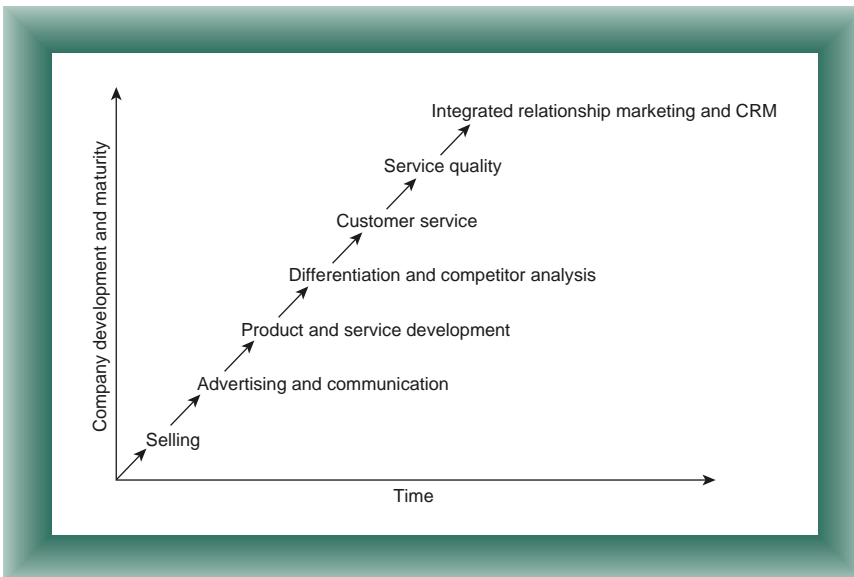 Integrated relationship marketing and CRM
Service quality
Customer service
Differentiation and competitor analysis
Product and service development
Advertising and communication
Selling
Company development and maturity
Time